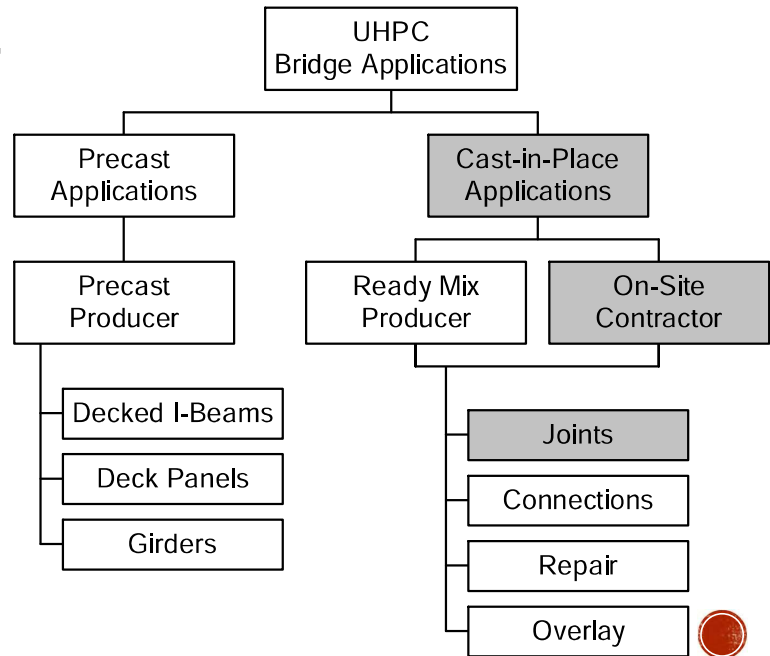 UHPC
Bridge Applications
Precast
Applications
Cast-in-Place
Applications
Precast
Producer
Ready Mix
Producer
On-Site
Contractor
Decked I-Beams
Deck Panels
Girders
Joints
Connections
Repair
Overlay